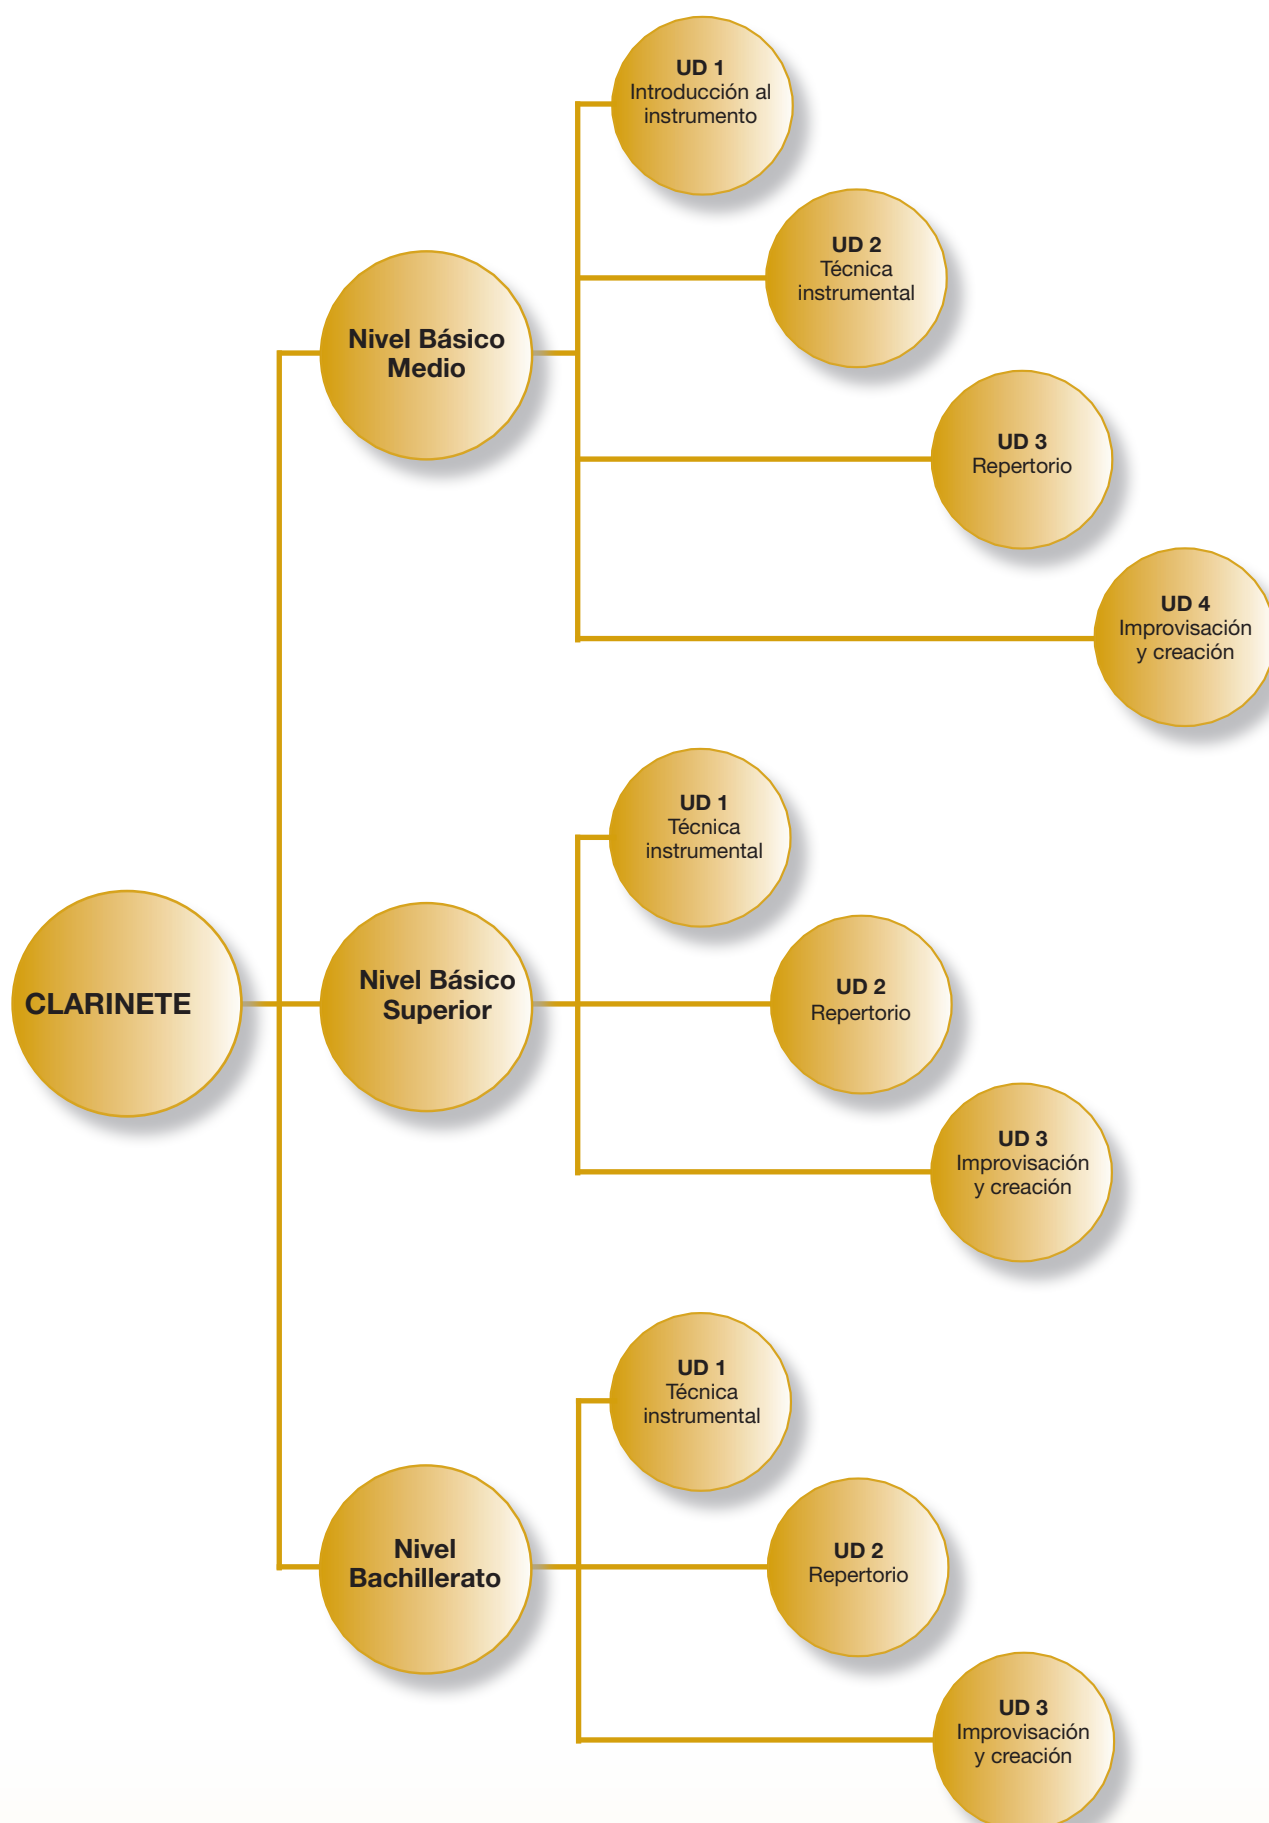 CLARINETE
Nivel Básico
Medio
UD 1
Introducción al
instrumento
UD 2
Técnica
instrumental
UD 3
Repertorio
UD 4
Improvisación
y creación
Nivel Básico
Superior
UD 1
Técnica
instrumental
UD 2
Repertorio
UD 3
Improvisación
y creación
Nivel
Bachillerato
UD 1
Técnica
instrumental
UD 2
Repertorio
UD 3
Improvisación
y creación